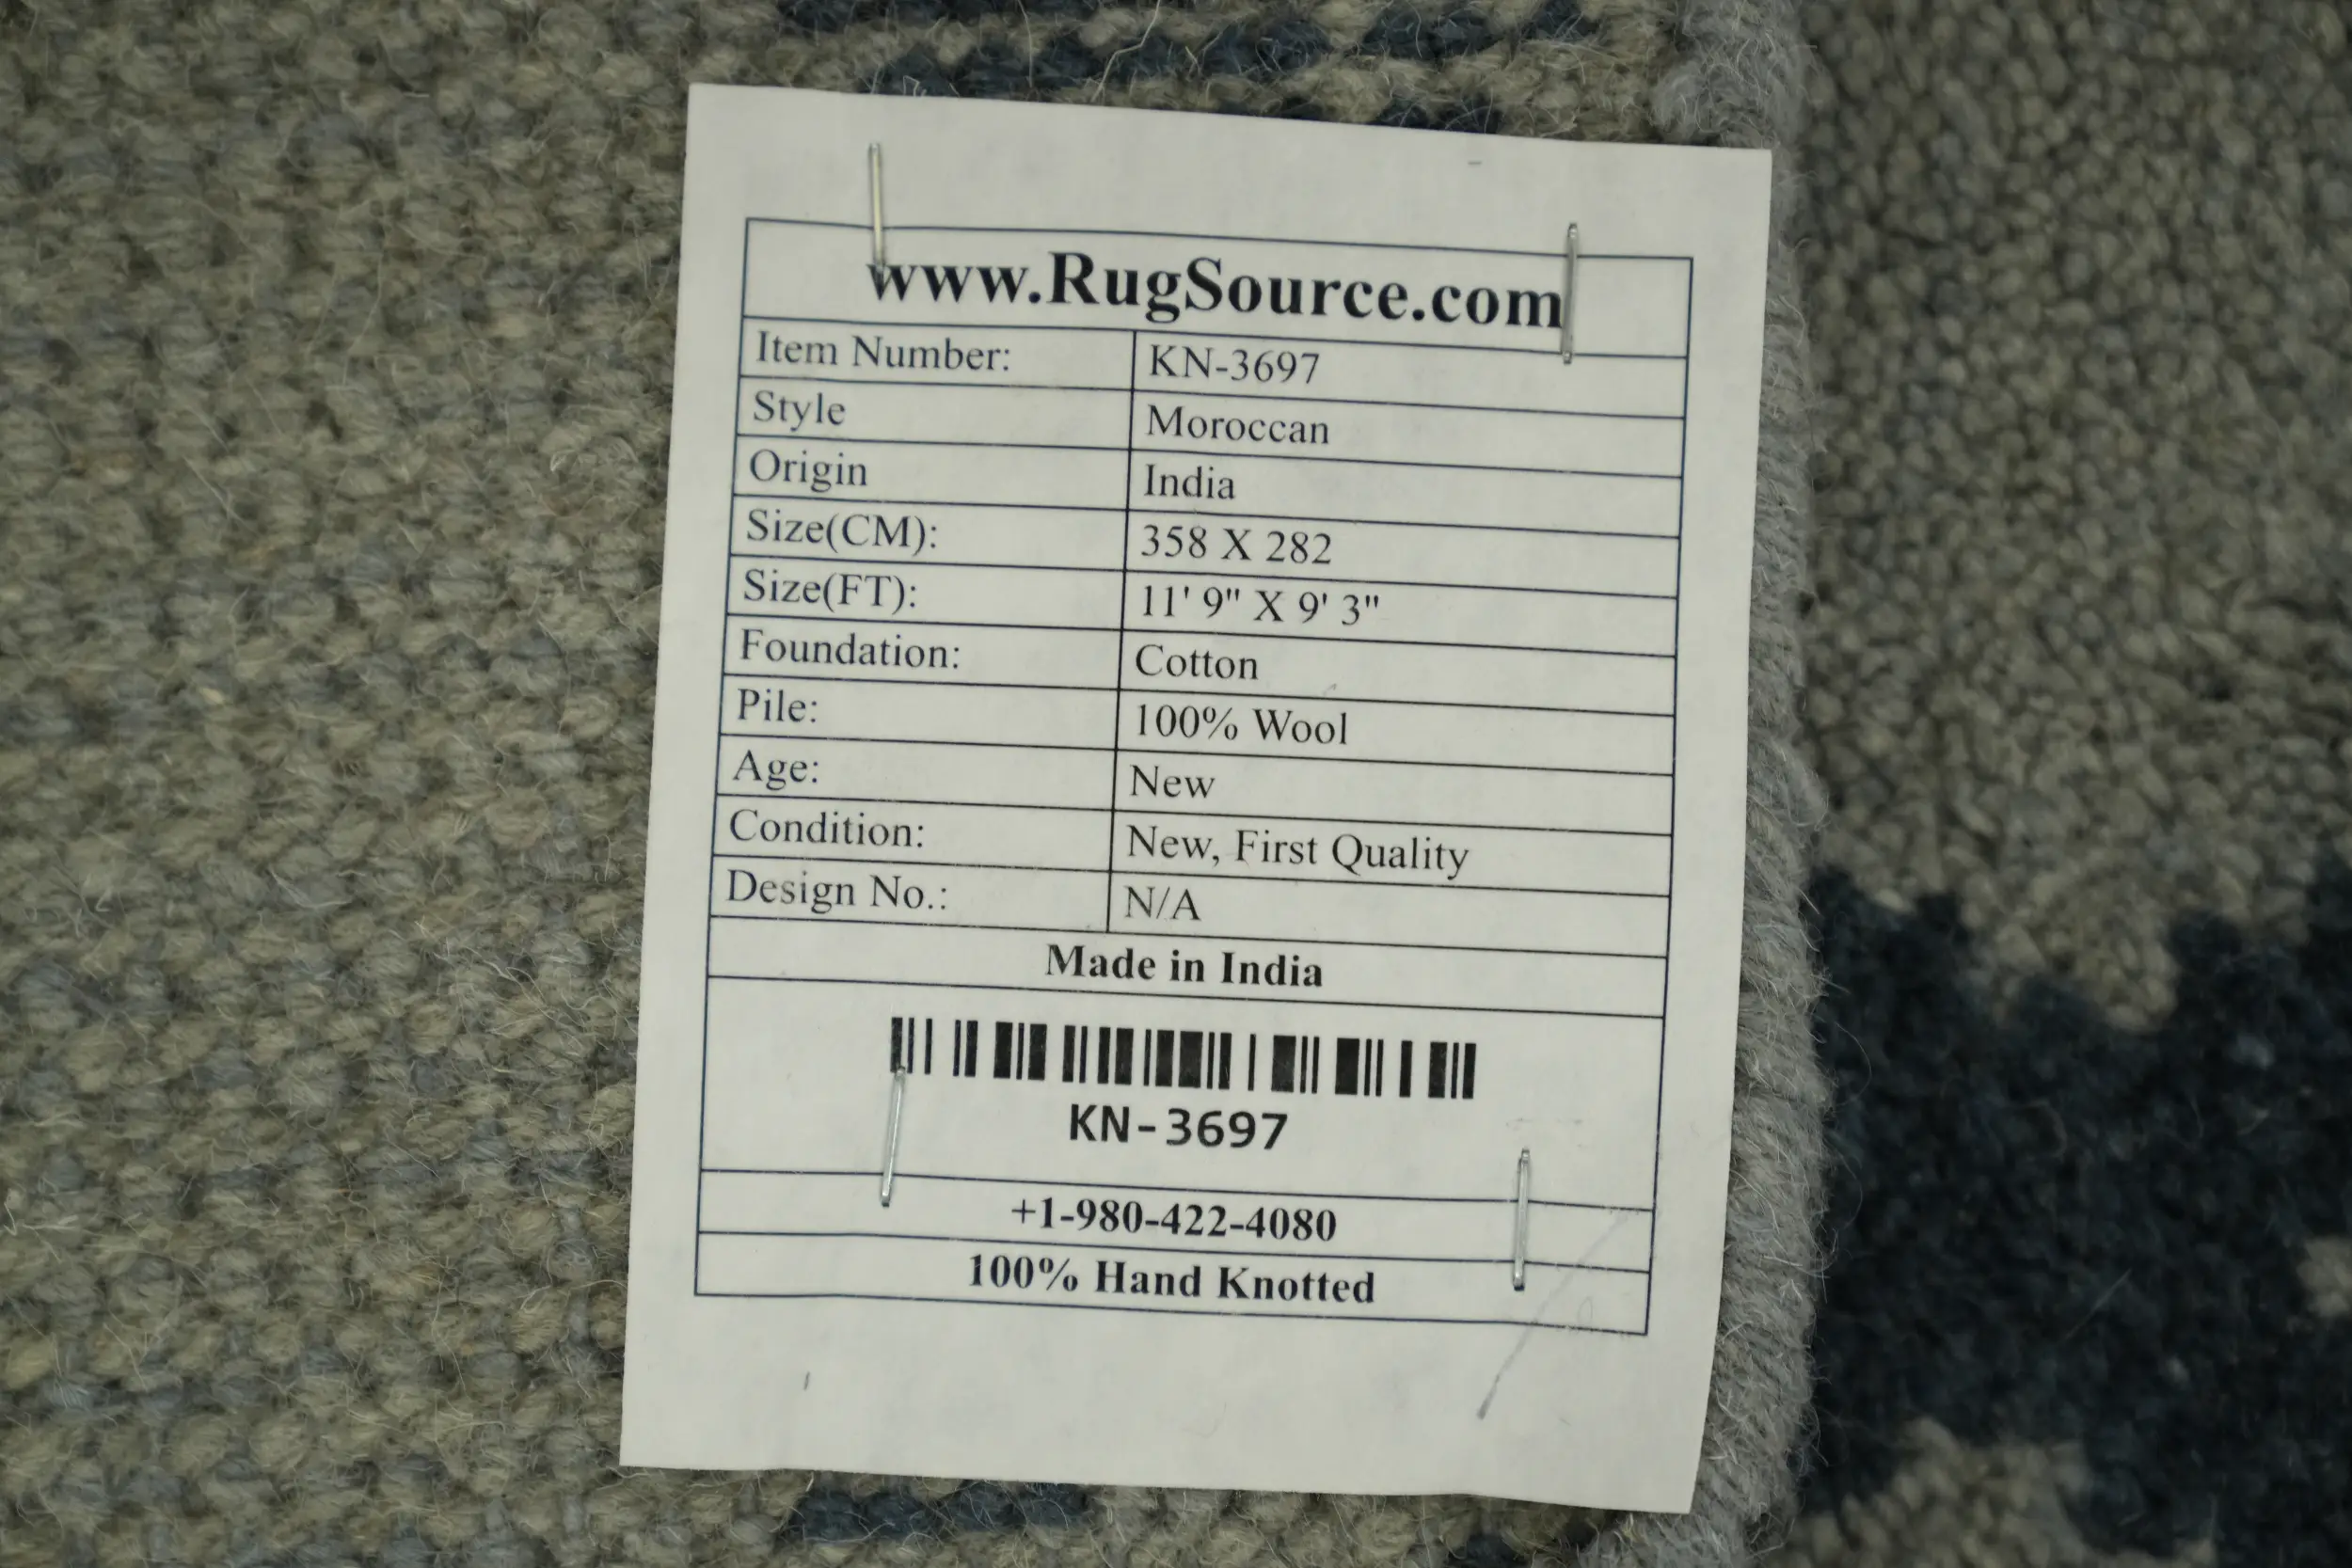 www.RugSource.com
Item Number: KN-3697
Style Moroccan
Origin India
Size(CM): 358 X 282
Size(FT): 11' 9" X 9' 3"
Foundation: Cotton
Pile: 100% Wool
Age: New
Condition: New, First Quality
Design No.: N/A
Made in India
KN-3697
+1-980-422-4080
100% Hand Knotted